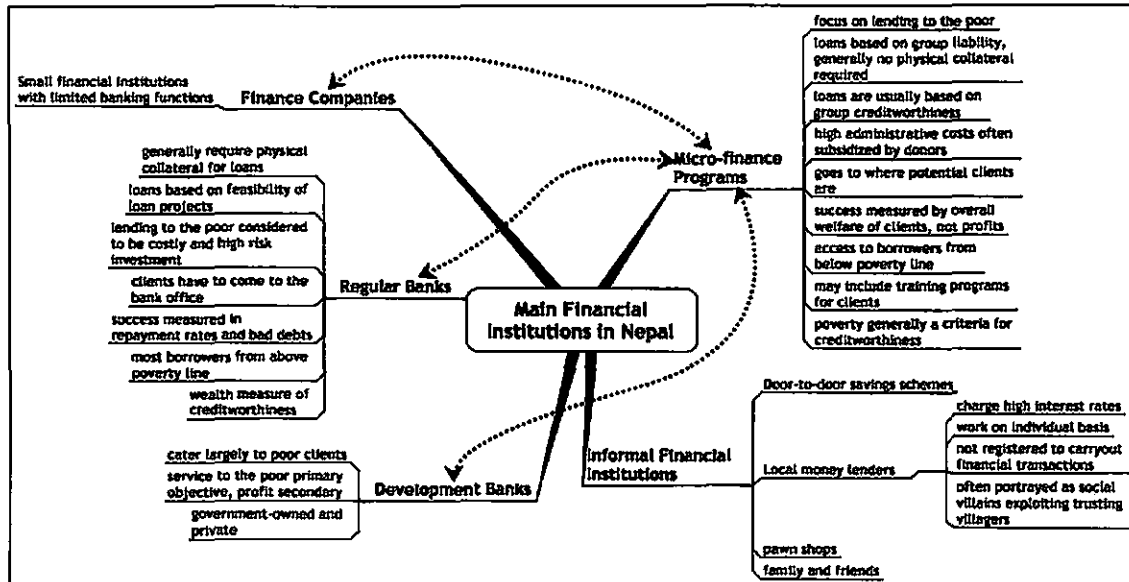 Main Financial
Institutions in Nepal
Finance Companies
Small financial institutions
with limited banking functions
Regular Banks
generally require physical
collateral for loans
loans based on feasibility of
loan projects
lending to the poor considered
to be costly and high risk
investment
clients have to come to the
bank office
success measured in
repayment rates and bad debts
most borrowers from above
poverty line
wealth measure of
creditworthiness
Development Banks
cater largely to poor clients
service to the poor primary
objective, profit secondary
government-owned and
private
Micro-finance
Programs
focus on lending to the poor
loans based on group liability,
generally no physical collateral
required
loans are usually based on
group creditworthiness
high administrative costs often
subsidized by donors
goes to where potential clients
are
success measured by overall
welfare of clients, not profits
access to borrowers from
below poverty line
may include training programs
for clients
poverty generally a criteria for
creditworthiness
Informal Financial
Institutions
Door-to-door savings schemes
Local money lenders
charge high interest rates
work on individual basis
not registered to carryout
financial transactions
often portrayed as social
villains exploiting trusting
villagers
pawn shops
family and friends